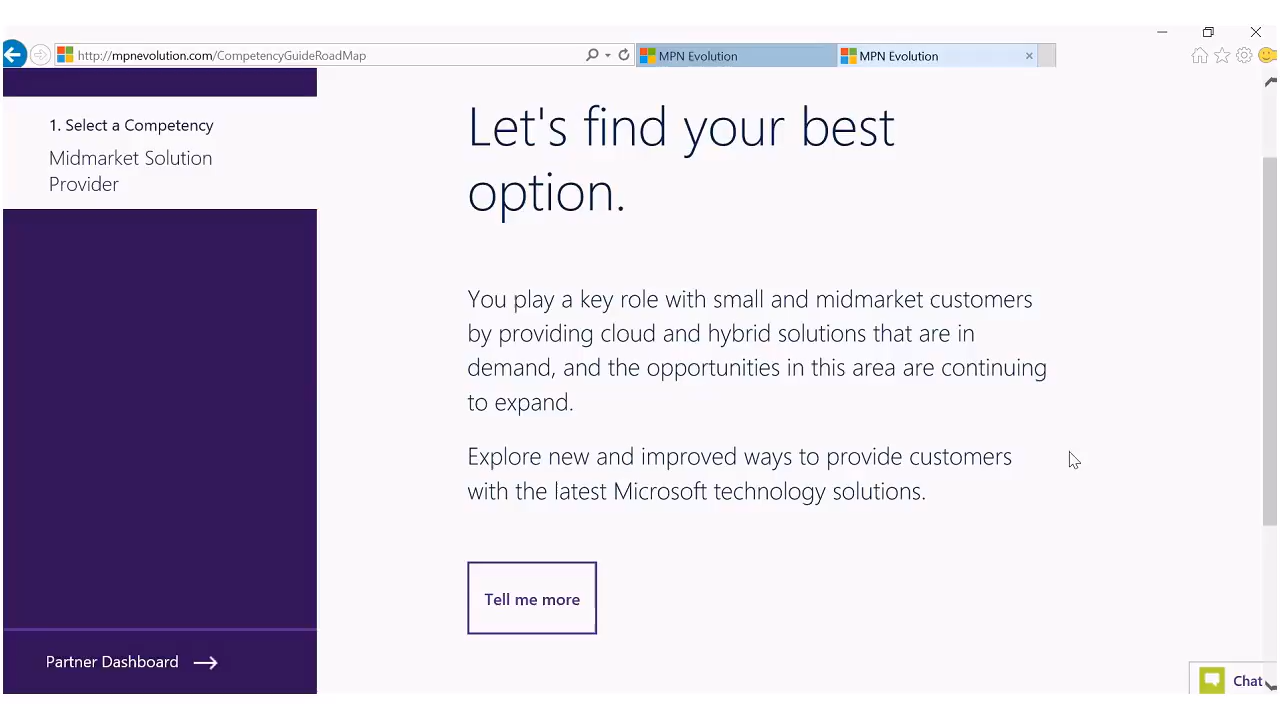 http://mpnevolution.com/CompetencyGuideRoadMap
MPN Evolution
MPN Evolution
1. Select a Competency
Midmarket Solution
Provider
Let's find your best
option.
You play a key role with small and midmarket customers
by providing cloud and hybrid solutions that are in
demand, and the opportunities in this area are continuing
to expand.
Explore new and improved ways to provide customers
with the latest Microsoft technology solutions.
Tell me more
Partner Dashboard
Chat